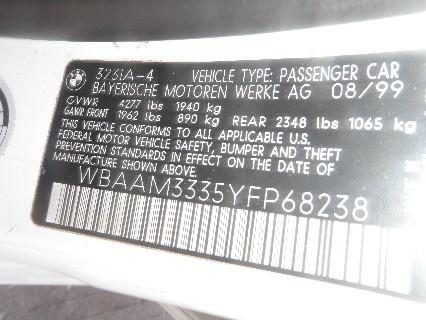 3231A-4 VEHICLE TYPE: PASSENGER CAR
BAYERISCHE MOTOREN WERKE AG 08/99
GVWR 4277 lbs 1940 kg
GAWR FRONT 1962 lbs 890 kg REAR 2348 lbs 1065 kg
THIS VEHICLE CONFORMS TO ALL APPLICABLE U.S.
FEDERAL MOTOR VEHICLE SAFETY, BUMPER AND THEFT
PREVENTION STANDARDS IN EFFECT ON THE DATE OF
MANUFACTURE SHOWN ABOVE.
WBAAM3335YFP68238